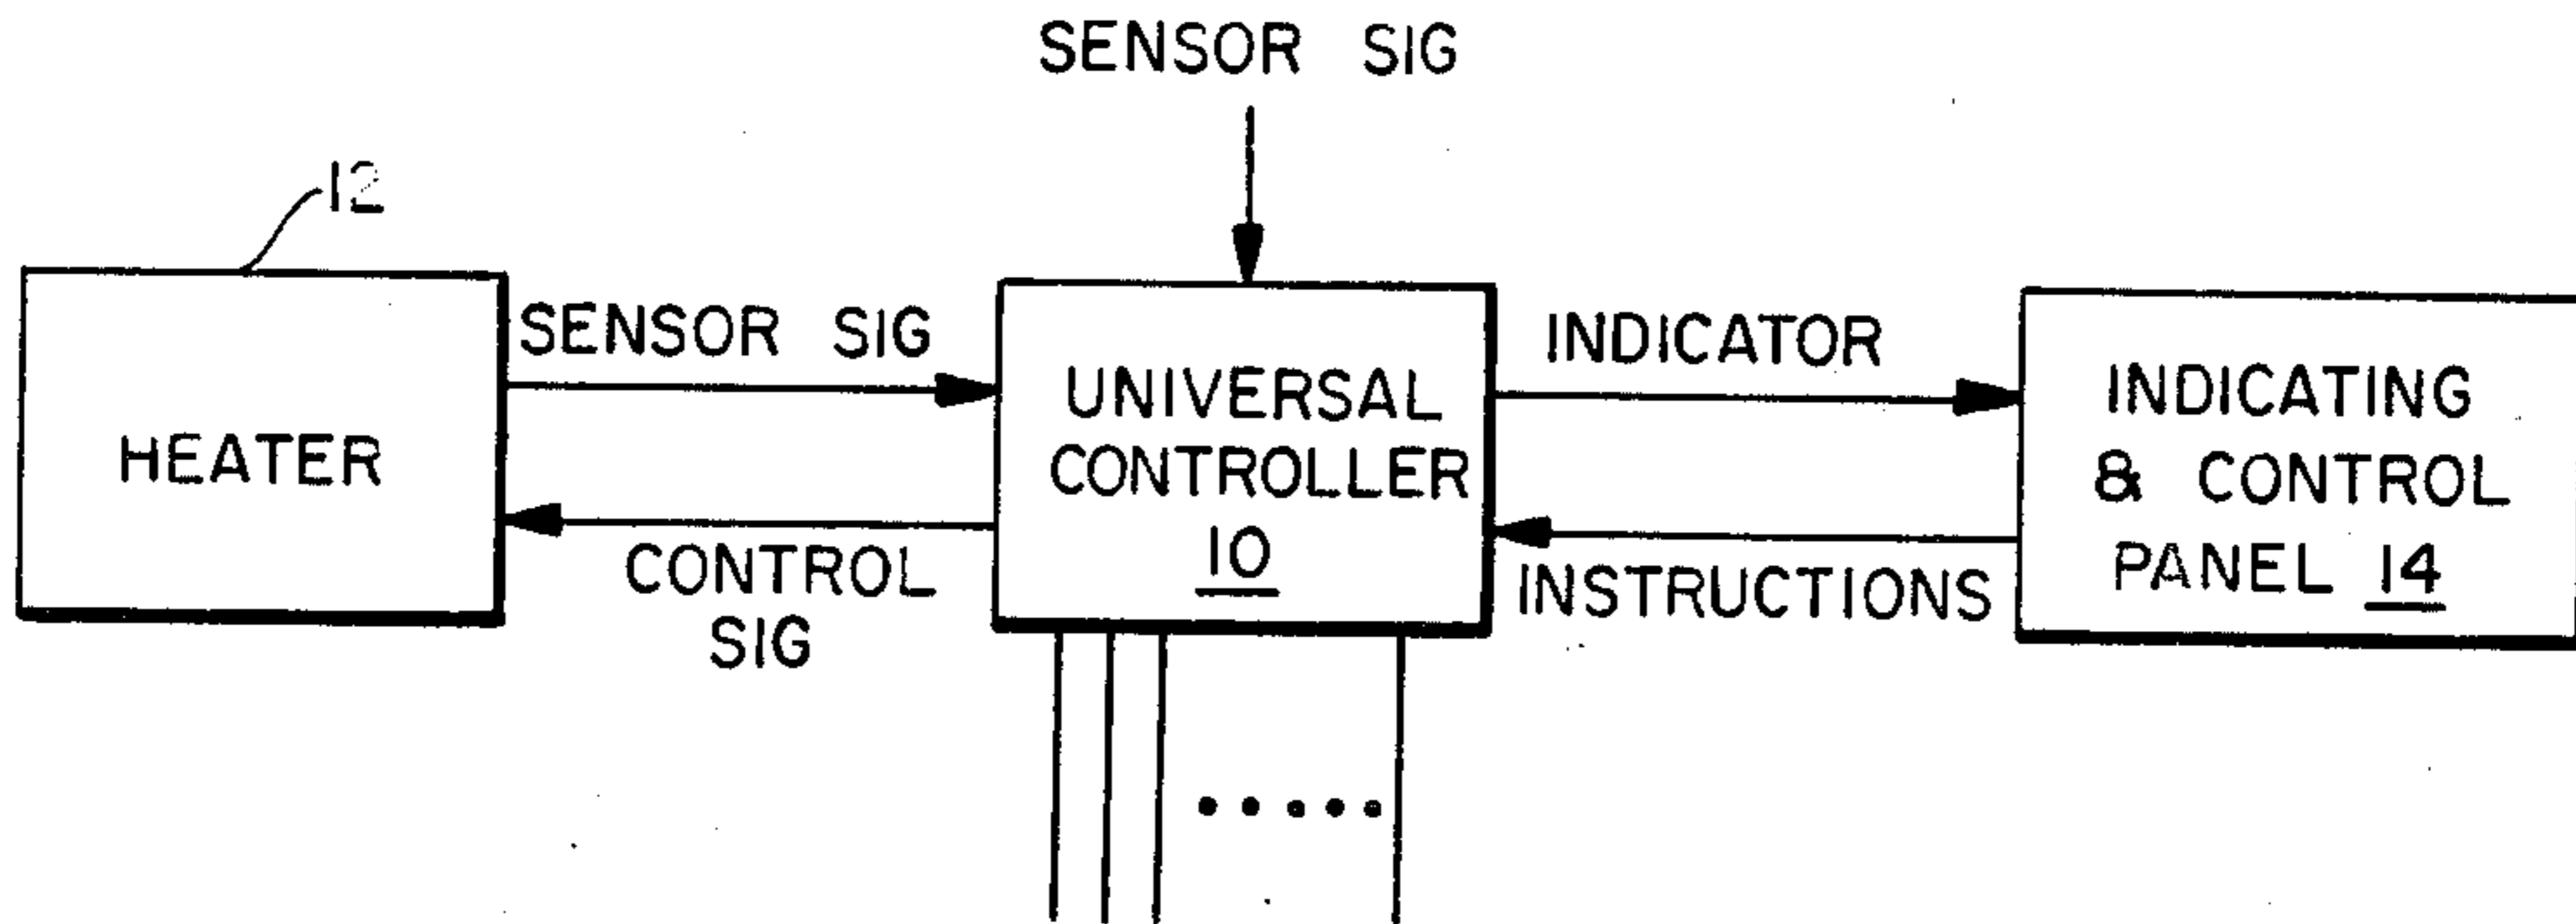 SENSOR SIG
12
HEATER
SENSOR SIG
CONTROL
SIG
UNIVERSAL
CONTROLLER
10
INDICATOR
INSTRUCTIONS
INDICATING
& CONTROL
PANEL 14